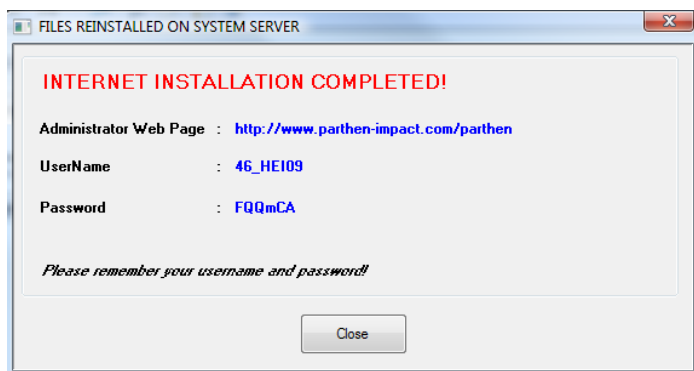 FILES REINSTALLED ON SYSTEM SERVER
INTERNET INSTALLATION COMPLETED!
Administrator Web Page : http://www.parthen-impact.com/parthen
UserName : 46_HEI09
Password : FQQmCA
Please remember your username and password!!
Close